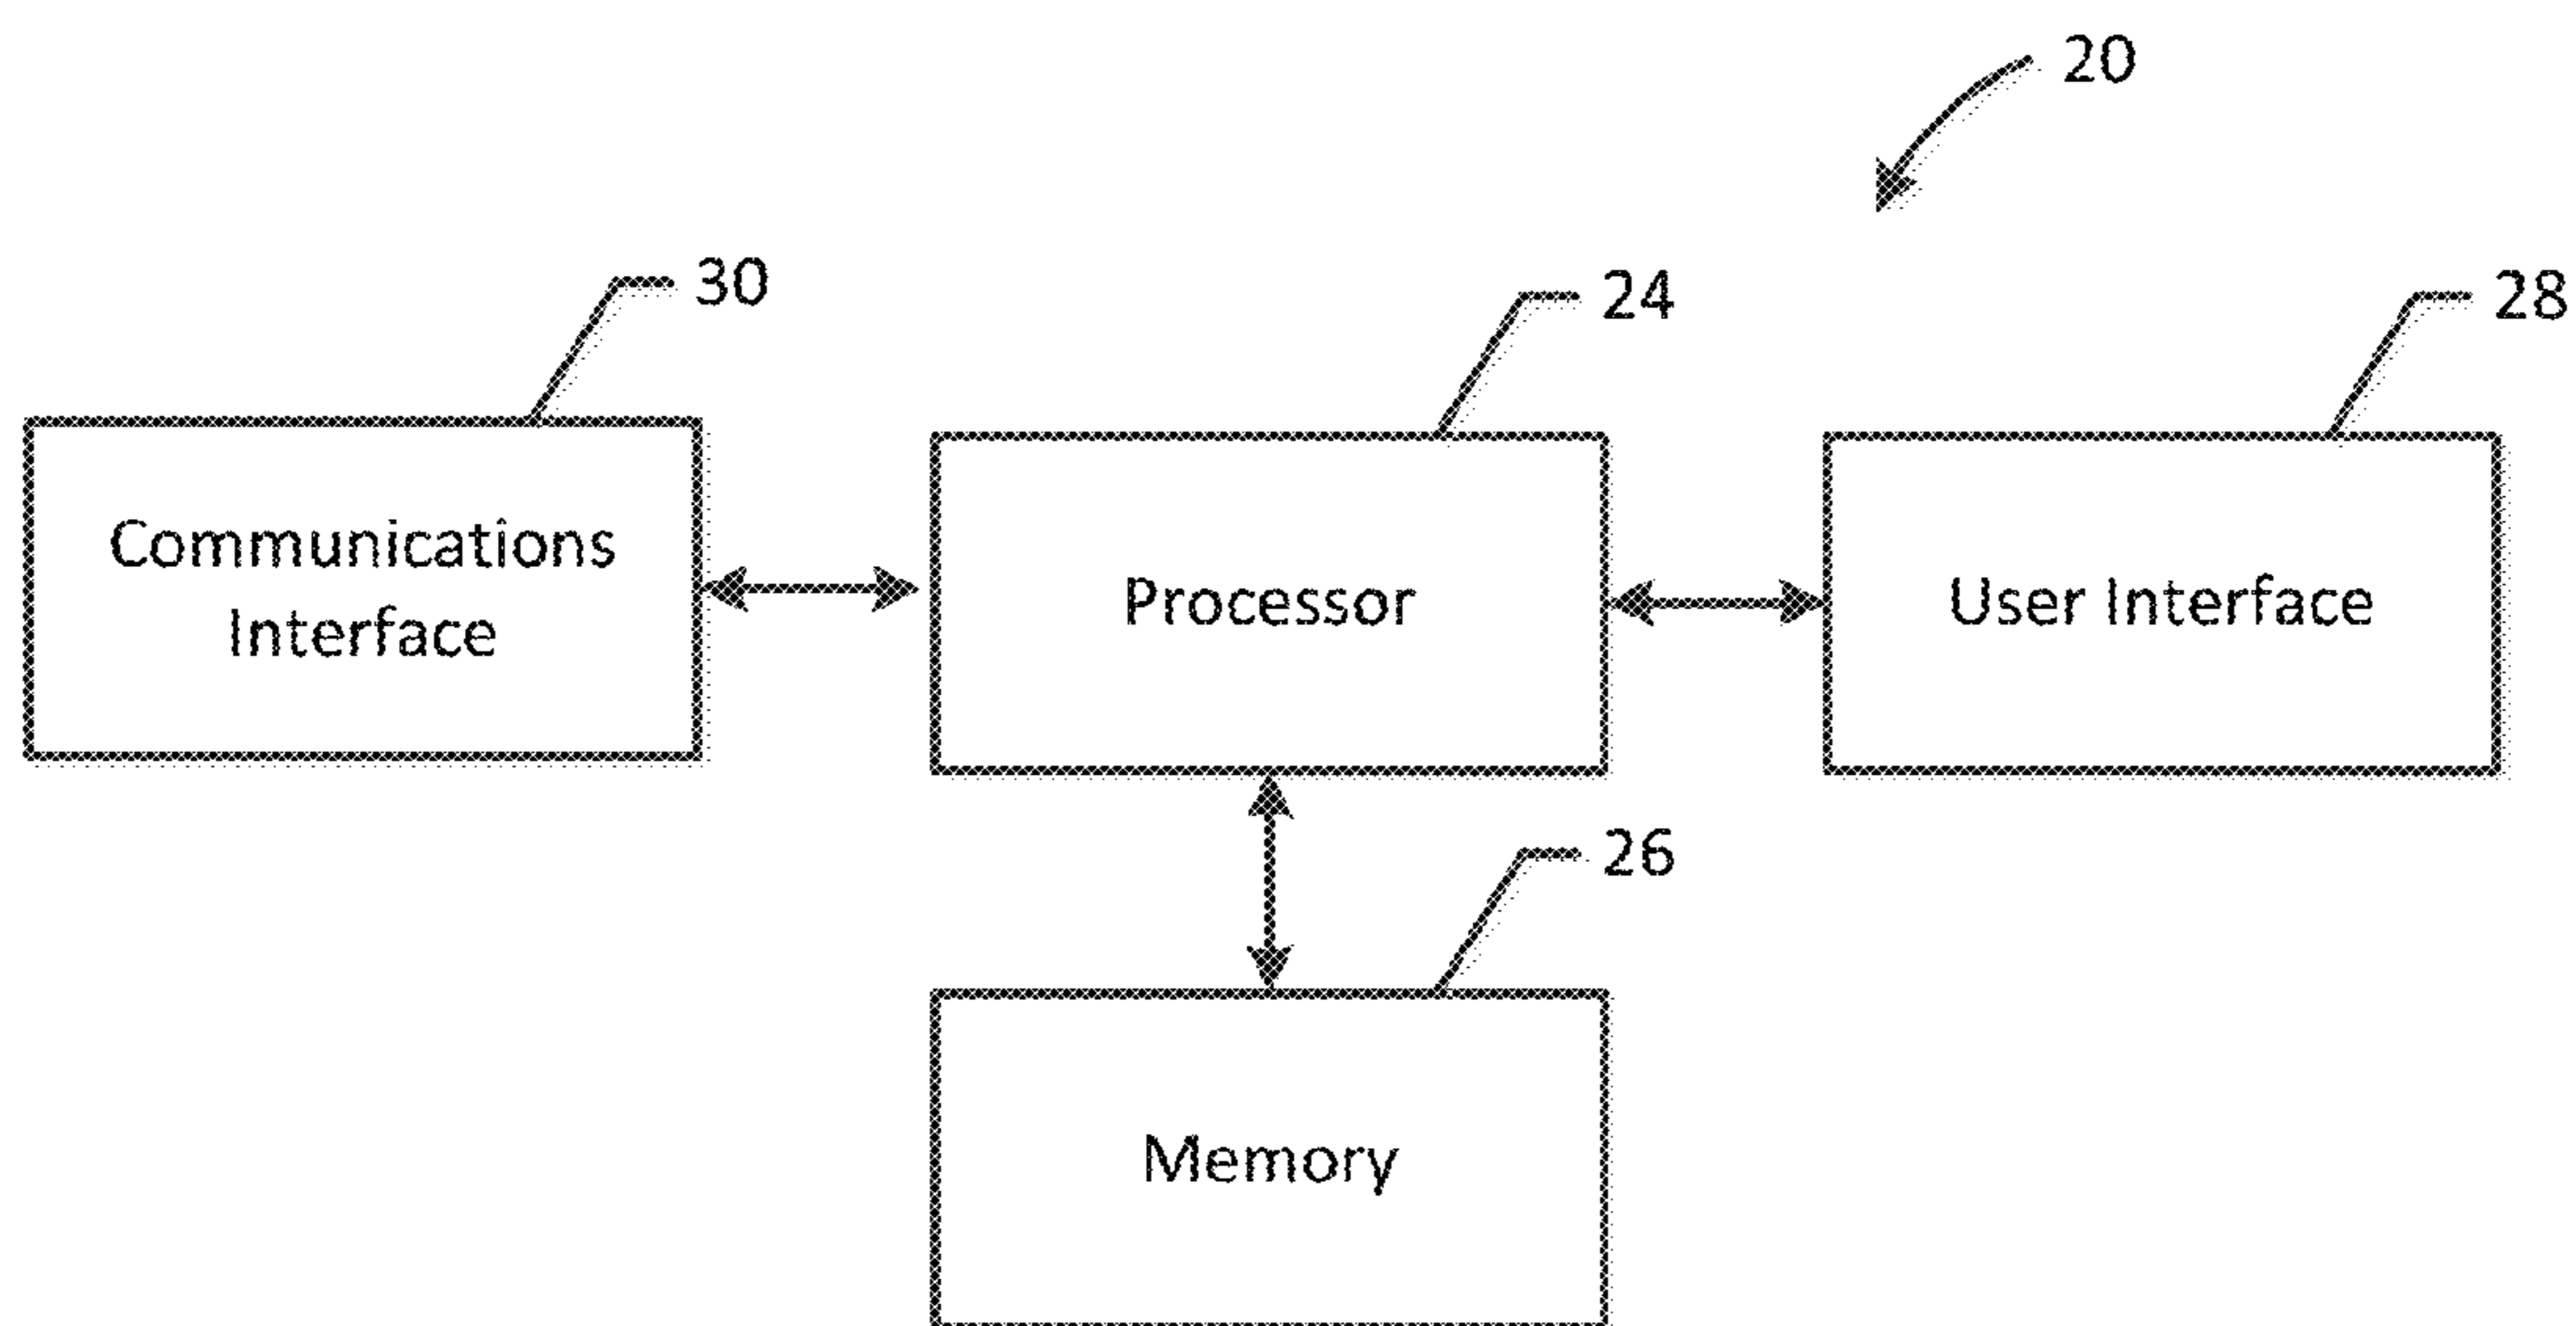 20
30
24
28
Communications
Interface
Processor
User Interface
26
Memory